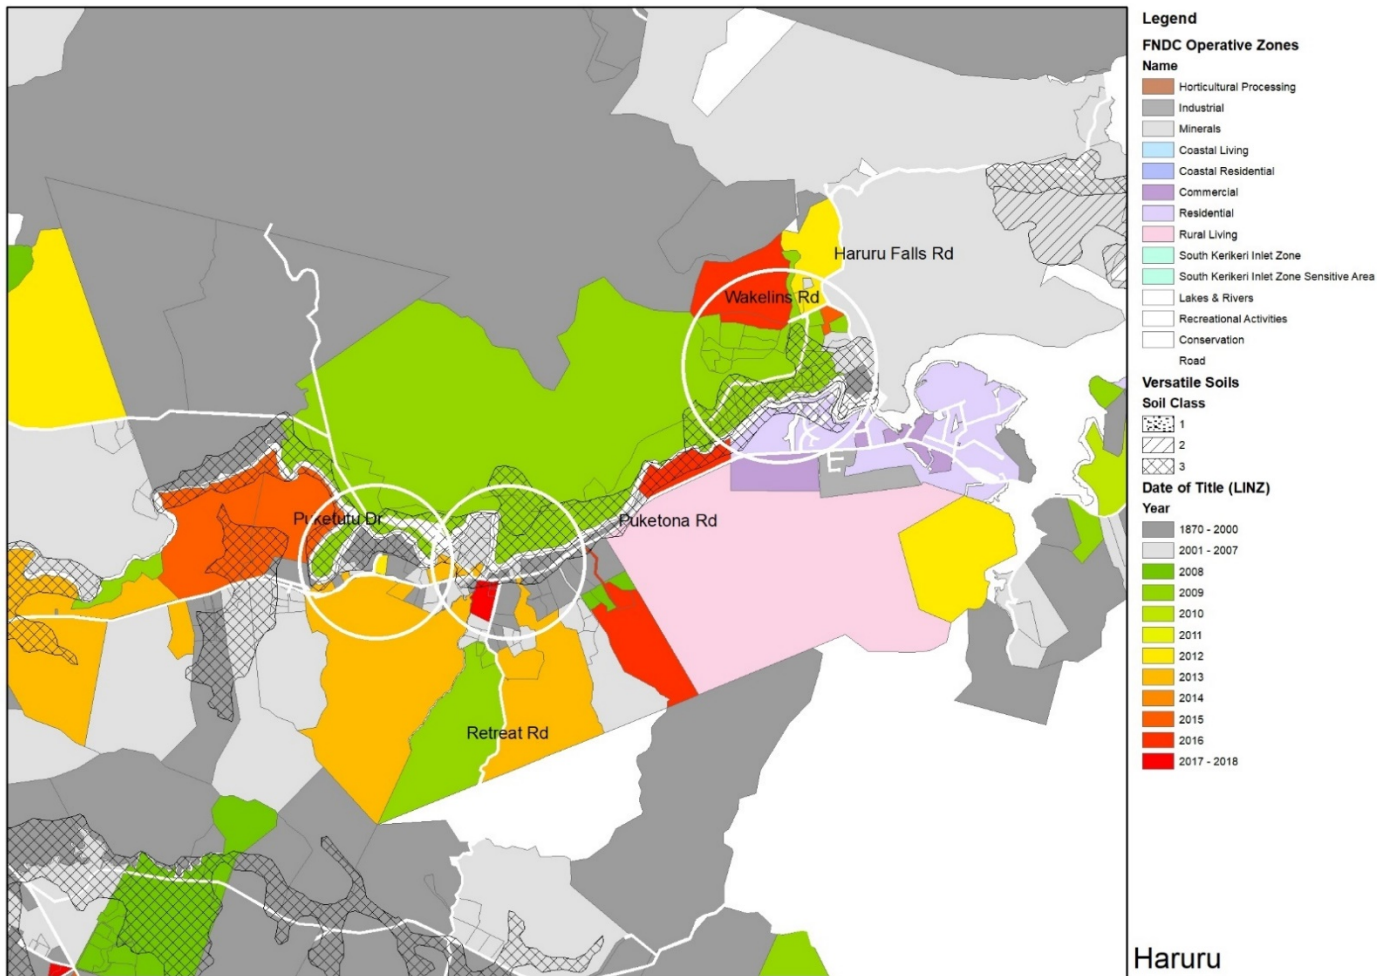 Haruru Falls Rd
Wakelins Rd
Puketutu Dr
Puketona Rd
Retreat Rd
Legend
FNDC Operative Zones
Name
Horticultural Processing
Industrial
Minerals
Coastal Living
Coastal Residential
Commercial
Residential
Rural Living
South Kerikeri Inlet Zone
South Kerikeri Inlet Zone Sensitive Area
Lakes & Rivers
Recreational Activities
Conservation
Road
Versatile Soils
Soil Class
1
2
3
Date of Title (LINZ)
Year
1870 - 2000
2001 - 2007
2008
2009
2010
2011
2012
2013
2014
2015
2016
2017 - 2018
Haruru